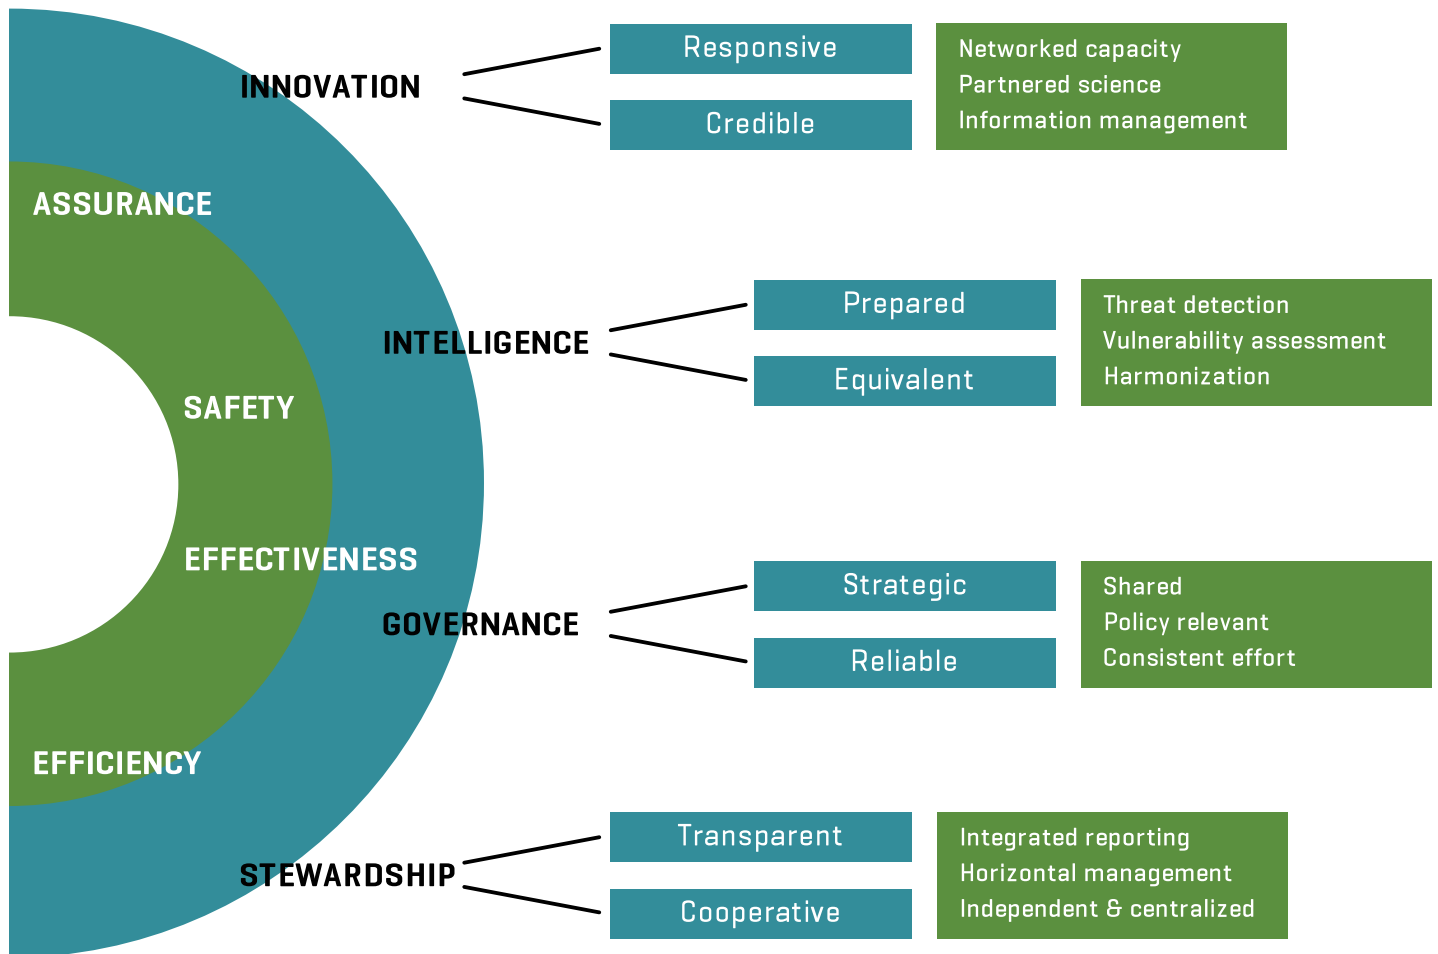 INNOVATION
Responsive
Credible
Networked capacity
Partnered science
Information management
ASSURANCE
INTELLIGENCE
Prepared
Equivalent
Threat detection
Vulnerability assessment
Harmonization
SAFETY
EFFECTIVENESS
GOVERNANCE
Strategic
Reliable
Shared
Policy relevant
Consistent effort
EFFICIENCY
STEWARDSHIP
Transparent
Cooperative
Integrated reporting
Horizontal management
Independent & centralized